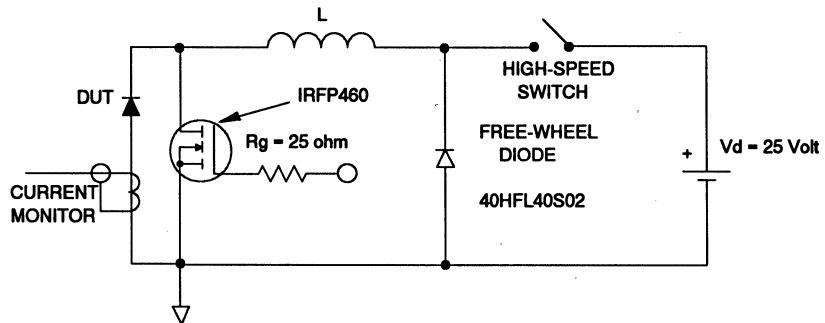 L
HIGH-SPEED
SWITCH
DUT
IRFP460
Rg = 25 ohm
FREE-WHEEL
DIODE
40HFL40S02
+
Vd = 25 Volt
CURRENT
MONITOR